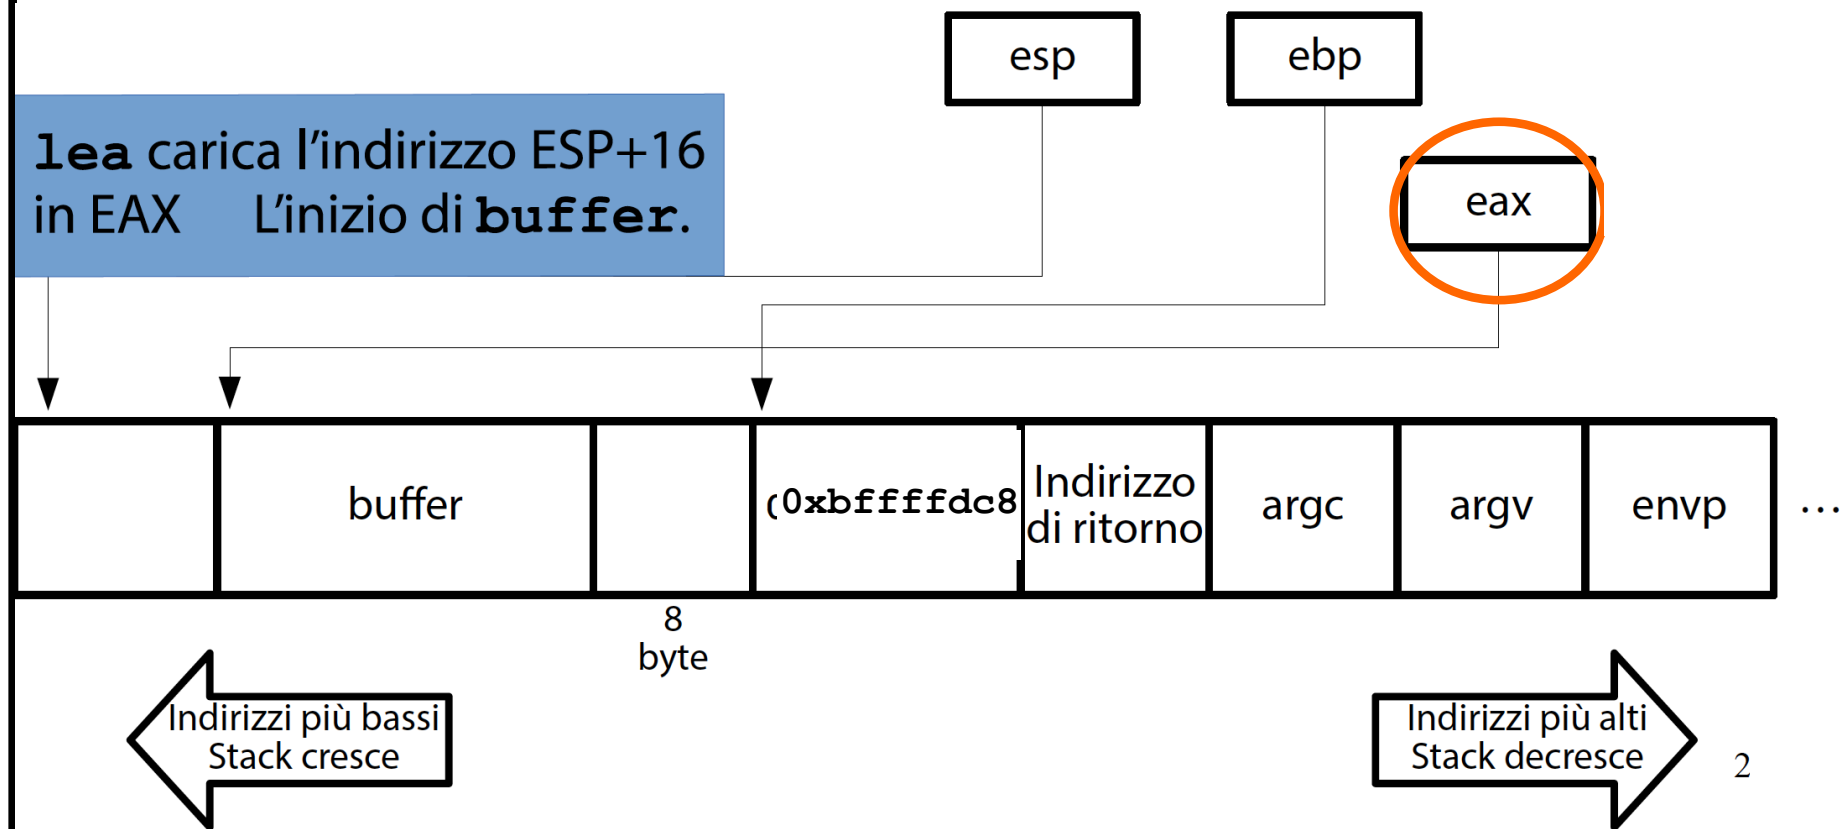 esp
ebp
lea carica l'indirizzo ESP+16
in EAX L'inizio di buffer.
eax
buffer
(0xbffffdc8
Indirizzo
di ritorno
argc
argv
envp
...
8
byte
Indirizzi più bassi
Stack cresce
Indirizzi più alti
Stack decresce
2